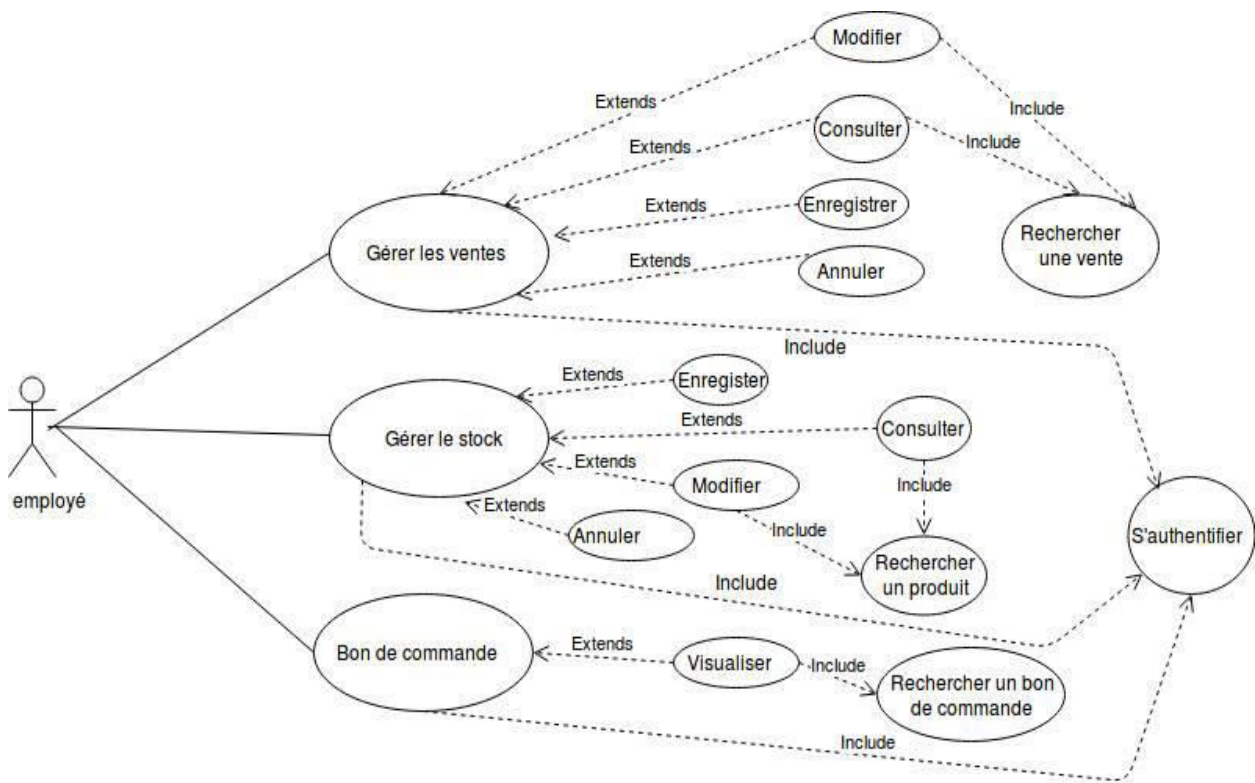 Modifier
Extends
Include
Consulter
Extends
Include
Enregistrer
Extends
Rechercher
une vente
Gérer les ventes
Extends
Annuler
Include
Extends
Enregister
Extends
Consulter
Gérer le stock
Extends
Modifier
Include
employé
Extends
Annuler
Include
S'authentifier
Rechercher
un produit
Include
Bon de commande
Extends
Visualiser
Include
Rechercher un bon
de commande
Include